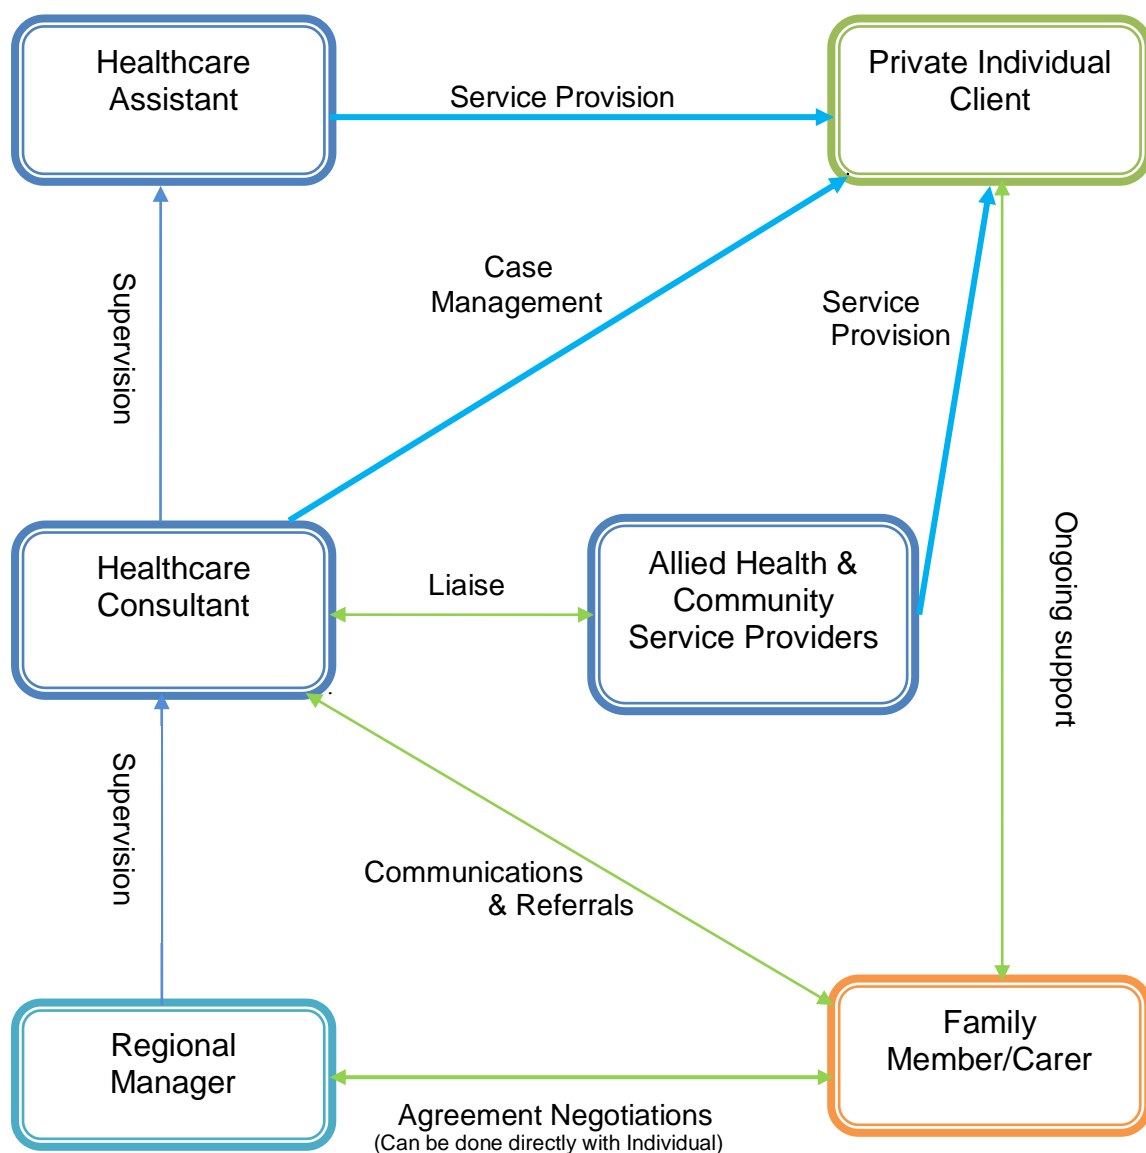 Healthcare
Assistant
Service Provision
Private Individual
Client
Supervision
Case
Management
Service
Provision
Healthcare
Consultant
Liaise
Allied Health &
Community
Service Providers
Ongoing support
Supervision
Communications
& Referrals
Regional
Manager
Family
Member/Carer
Agreement Negotiations
(Can be done directly with Individual)